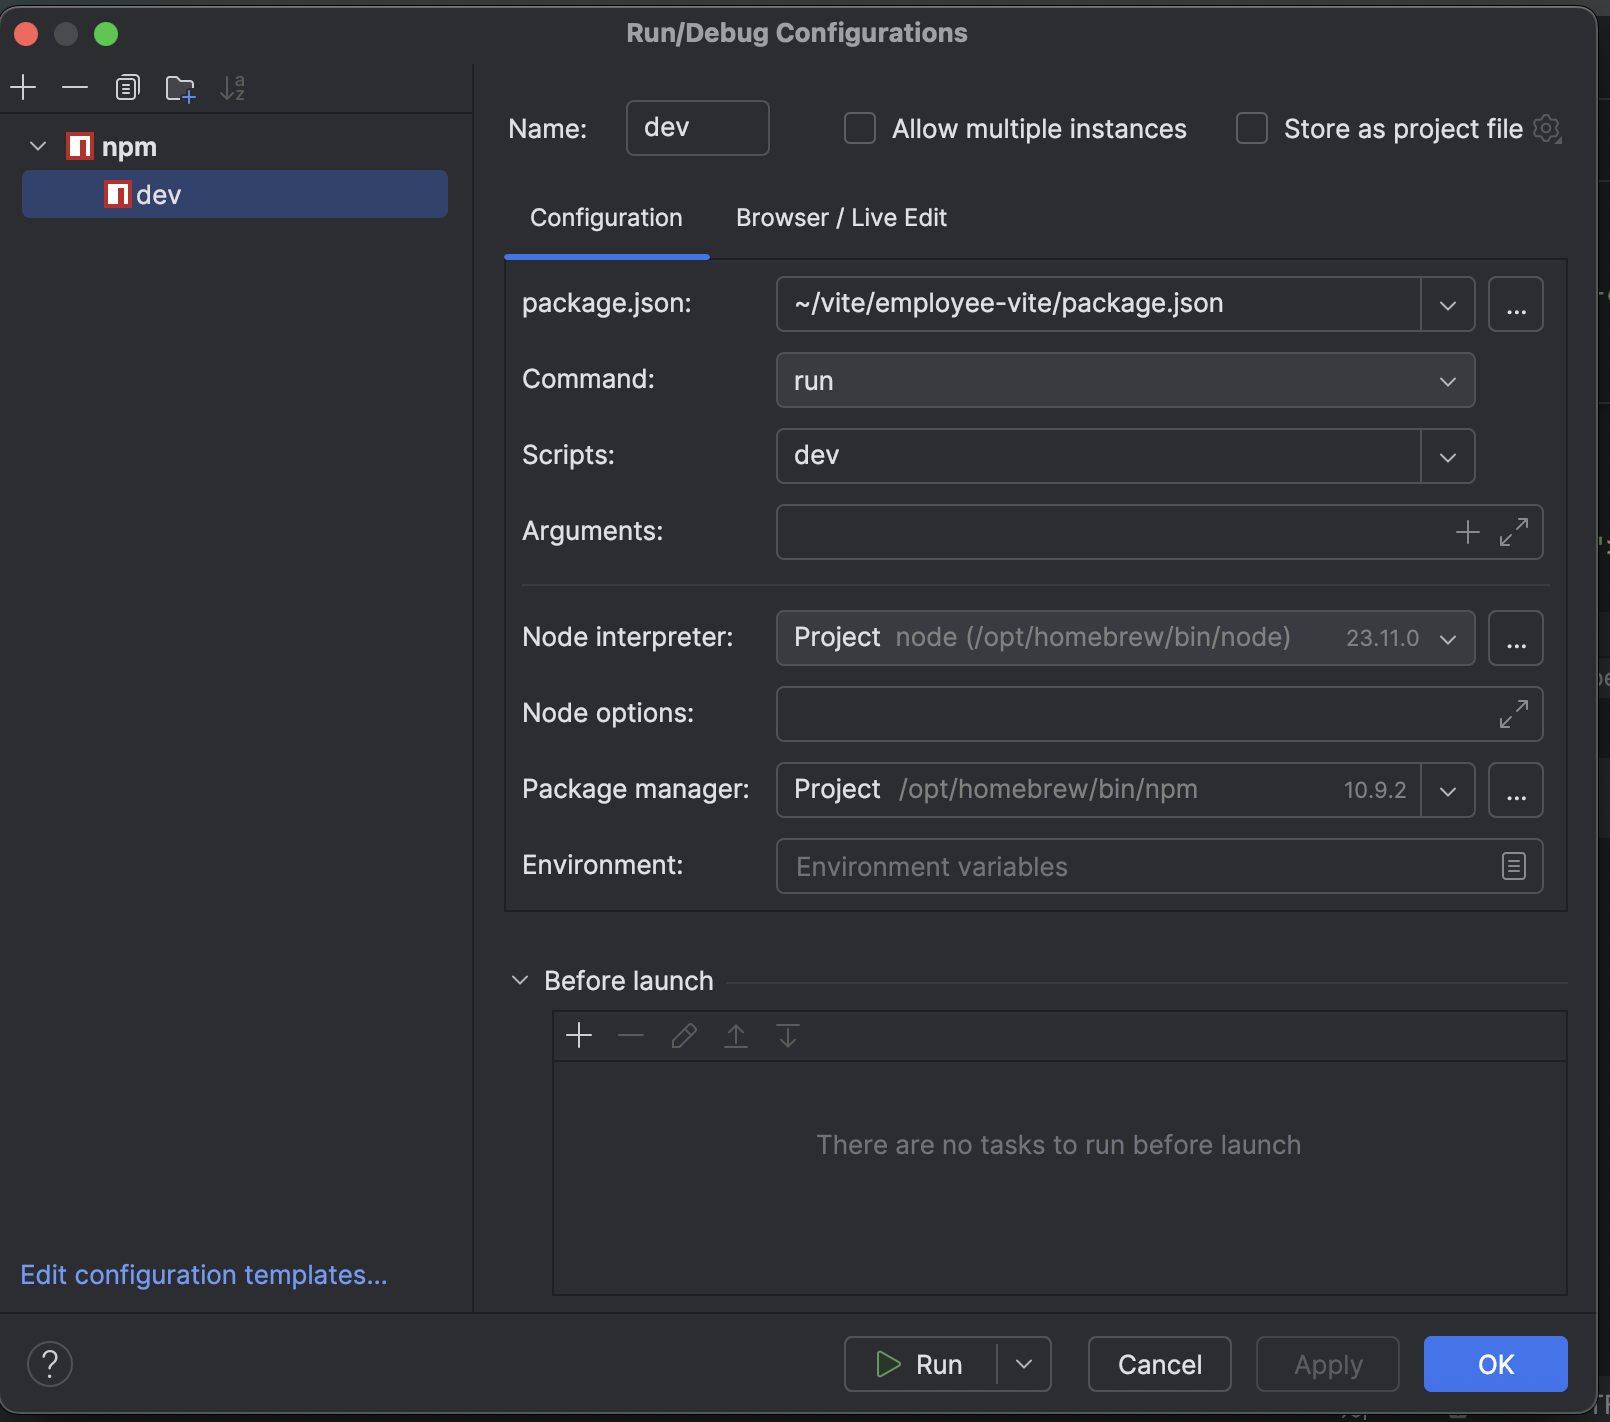 Run/Debug Configurations
npm
dev
Edit configuration templates...
Name: dev Allow multiple instances Store as project file
Configuration Browser / Live Edit
package.json: ~/vite/employee-vite/package.json ...
Command: run
Scripts: dev
Arguments:
Node interpreter: Project node (/opt/homebrew/bin/node) 23.11.0 ...
Node options:
Package manager: Project /opt/homebrew/bin/npm 10.9.2 ...
Environment: Environment variables
Before launch
There are no tasks to run before launch
? Run Cancel Apply OK